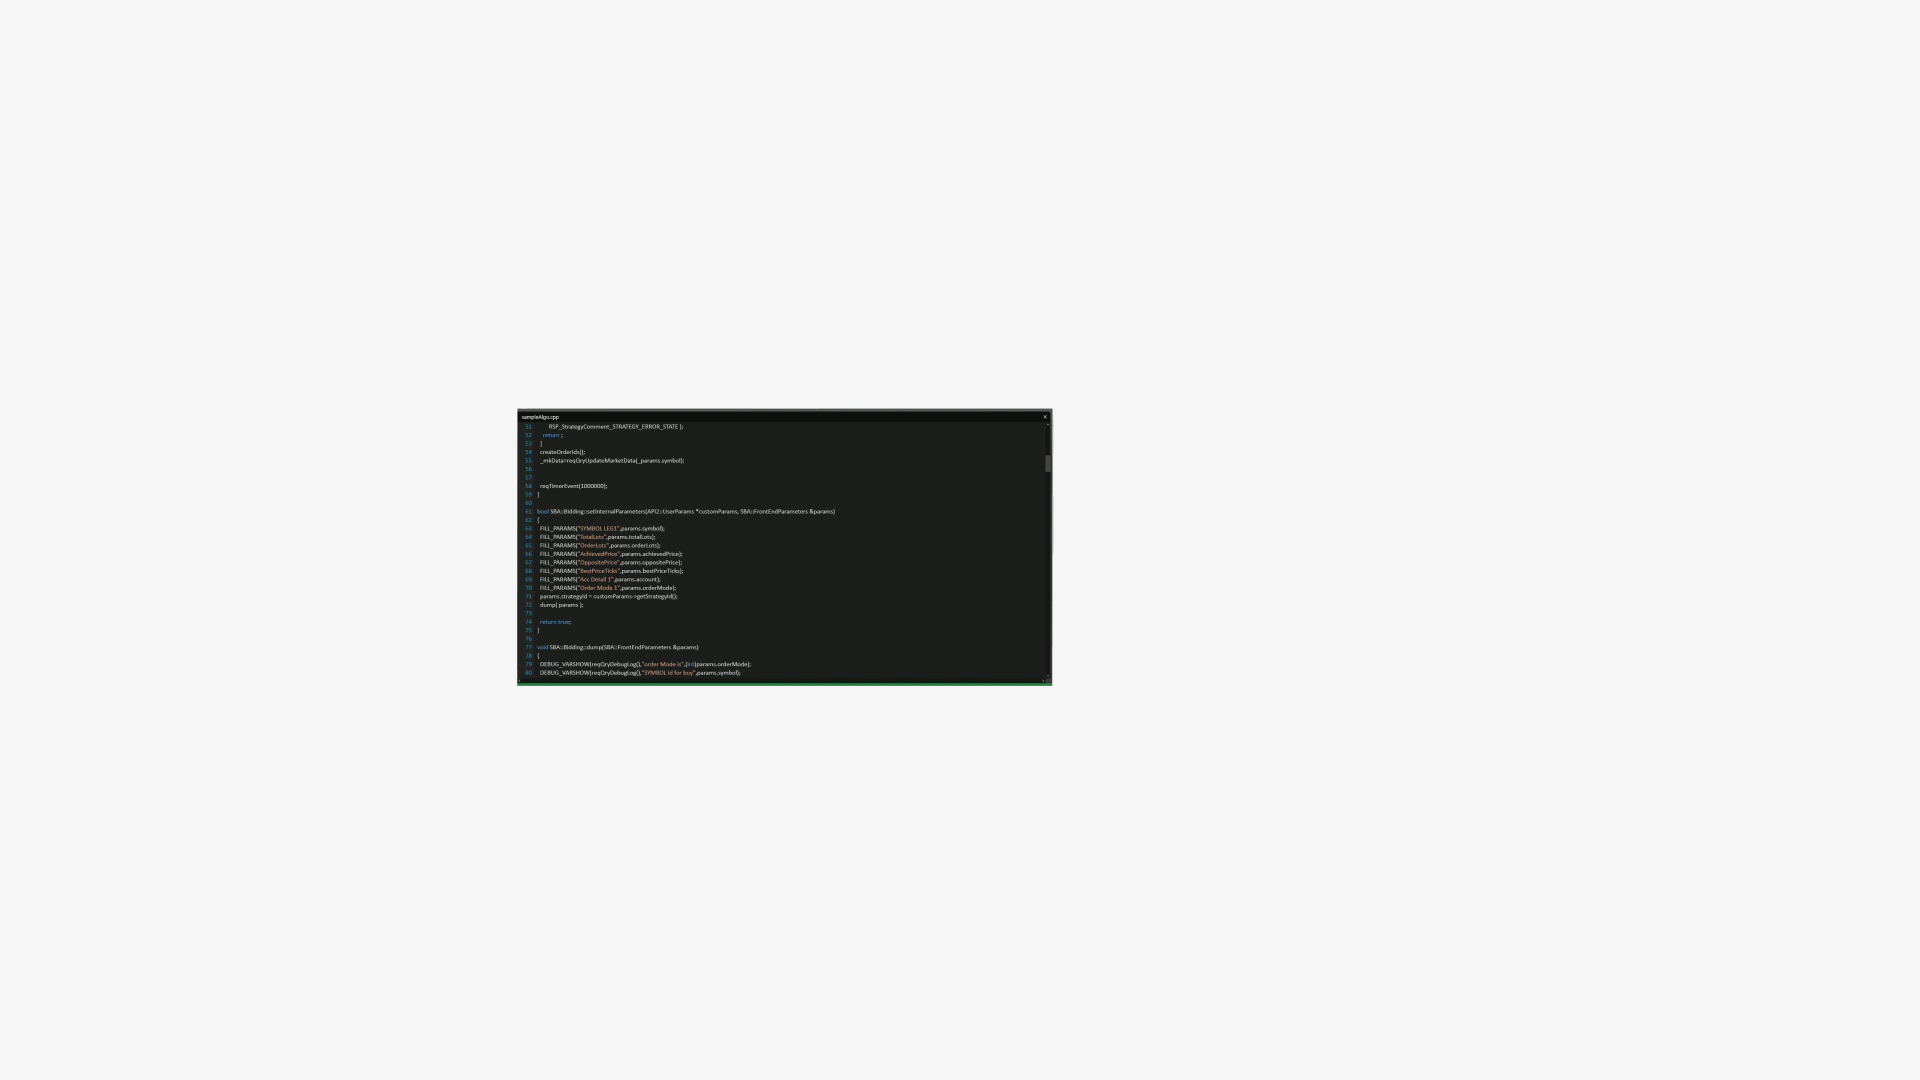 sampleAlgo.cpp
51 RSP_StrategyComment_STRATEGY_ERROR_STATE );
52 return ;
53 }
54 createOrderIds();
55 _mkData=reqQryUpdateMarketData(_params.symbol);
56
57
58 reqTimerEvent(1000000);
59 }
60
61 bool SBA::Bidding::setInternalParameters(API2::UserParams *customParams, SBA::FrontEndParameters &params)
62 {
63 FILL_PARAMS("SYMBOL LEG1",params.symbol);
64 FILL_PARAMS("TotalLots",params.totalLots);
65 FILL_PARAMS("OrderLots",params.orderLots);
66 FILL_PARAMS("AchievedPrice",params.achievedPrice);
67 FILL_PARAMS("OppositePrice",params.oppositePrice);
68 FILL_PARAMS("BestPriceTicks",params.bestPriceTicks);
69 FILL_PARAMS("Acc Detail 1",params.account);
70 FILL_PARAMS("Order Mode 1",params.orderMode);
71 params.strategyId = customParams->getStrategyId();
72 dump( params );
73
74 return true;
75 }
76
77 void SBA::Bidding::dump(SBA::FrontEndParameters &params)
78 {
79 DEBUG_VARSHOW(reqQryDebugLog(),"order Mode is",(int)params.orderMode);
80 DEBUG_VARSHOW(reqQryDebugLog(),"SYMBOL id for buy",params.symbol);